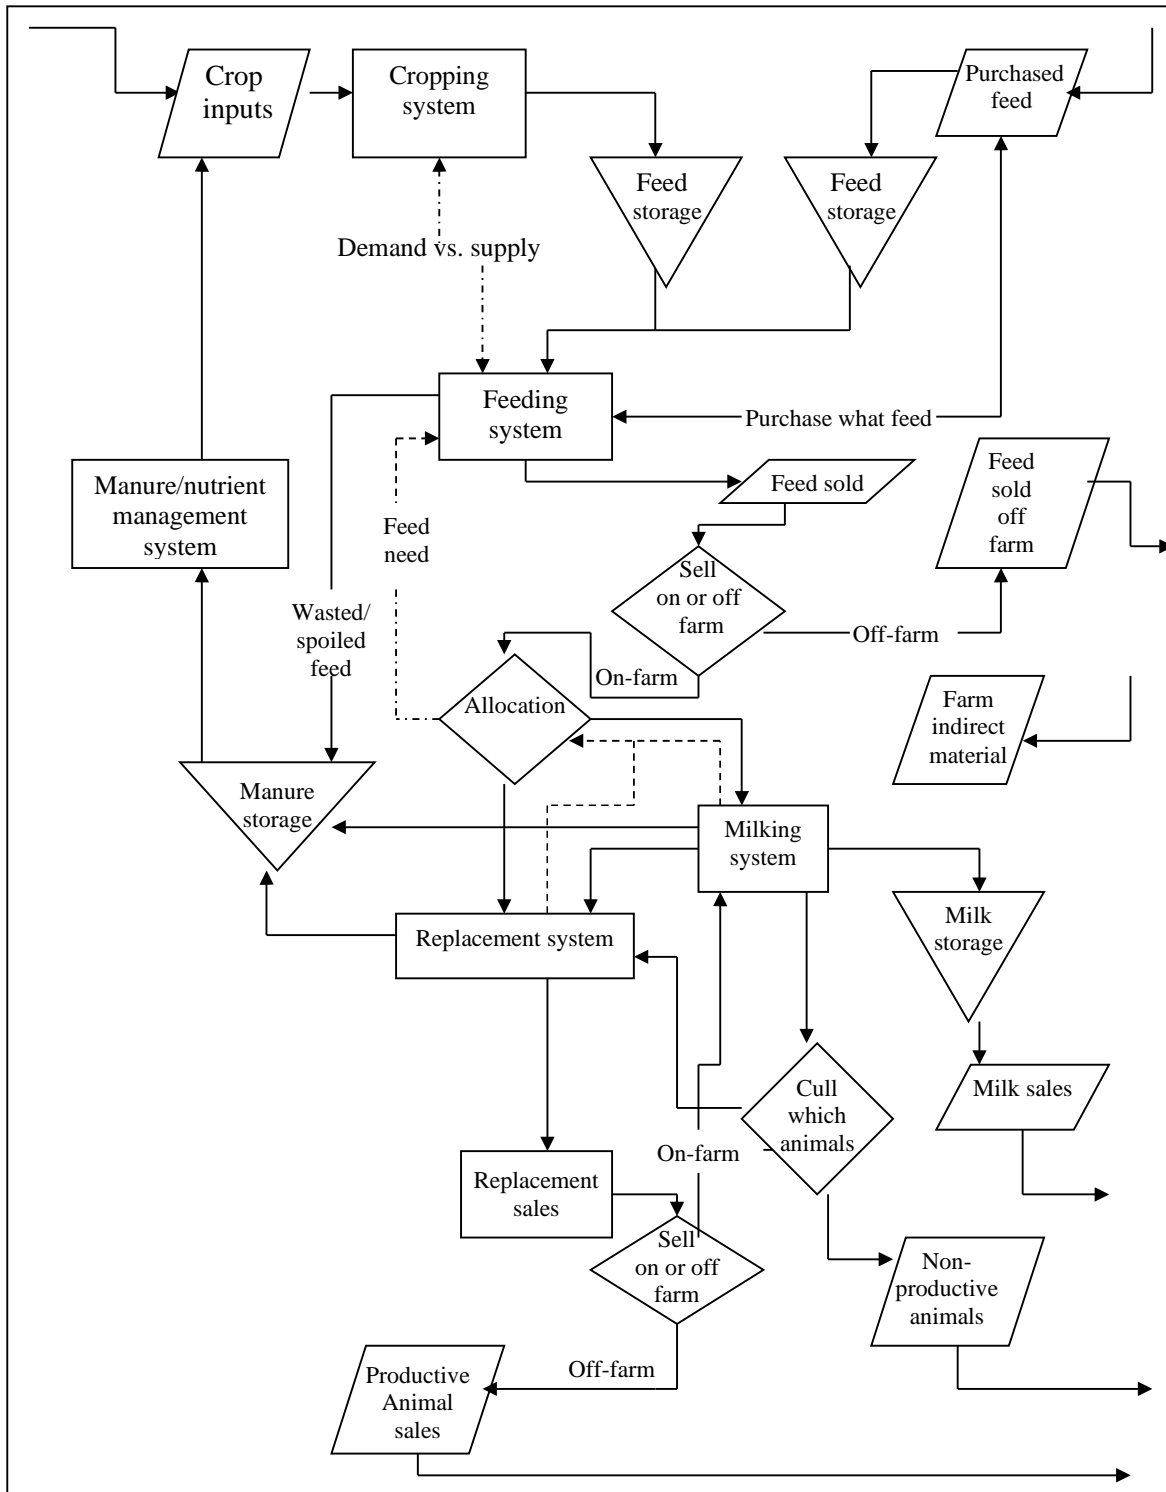 Crop
inputs
Cropping
system
Purchased
feed
Feed
storage
Feed
storage
Demand vs. supply
Feeding
system
Purchase what feed
Manure/nutrient
management
system
Feed
need
Feed sold
Feed
sold
off
farm
Sell
on or off
farm
Wasted/
spoiled
feed
Off-farm
On-farm
Allocation
Farm
indirect
material
Manure
storage
Milking
system
Replacement system
Milk
storage
Cull
which
animals
Milk sales
On-farm
Replacement
sales
Sell
on or off
farm
Non-
productive
animals
Off-farm
Productive
Animal
sales